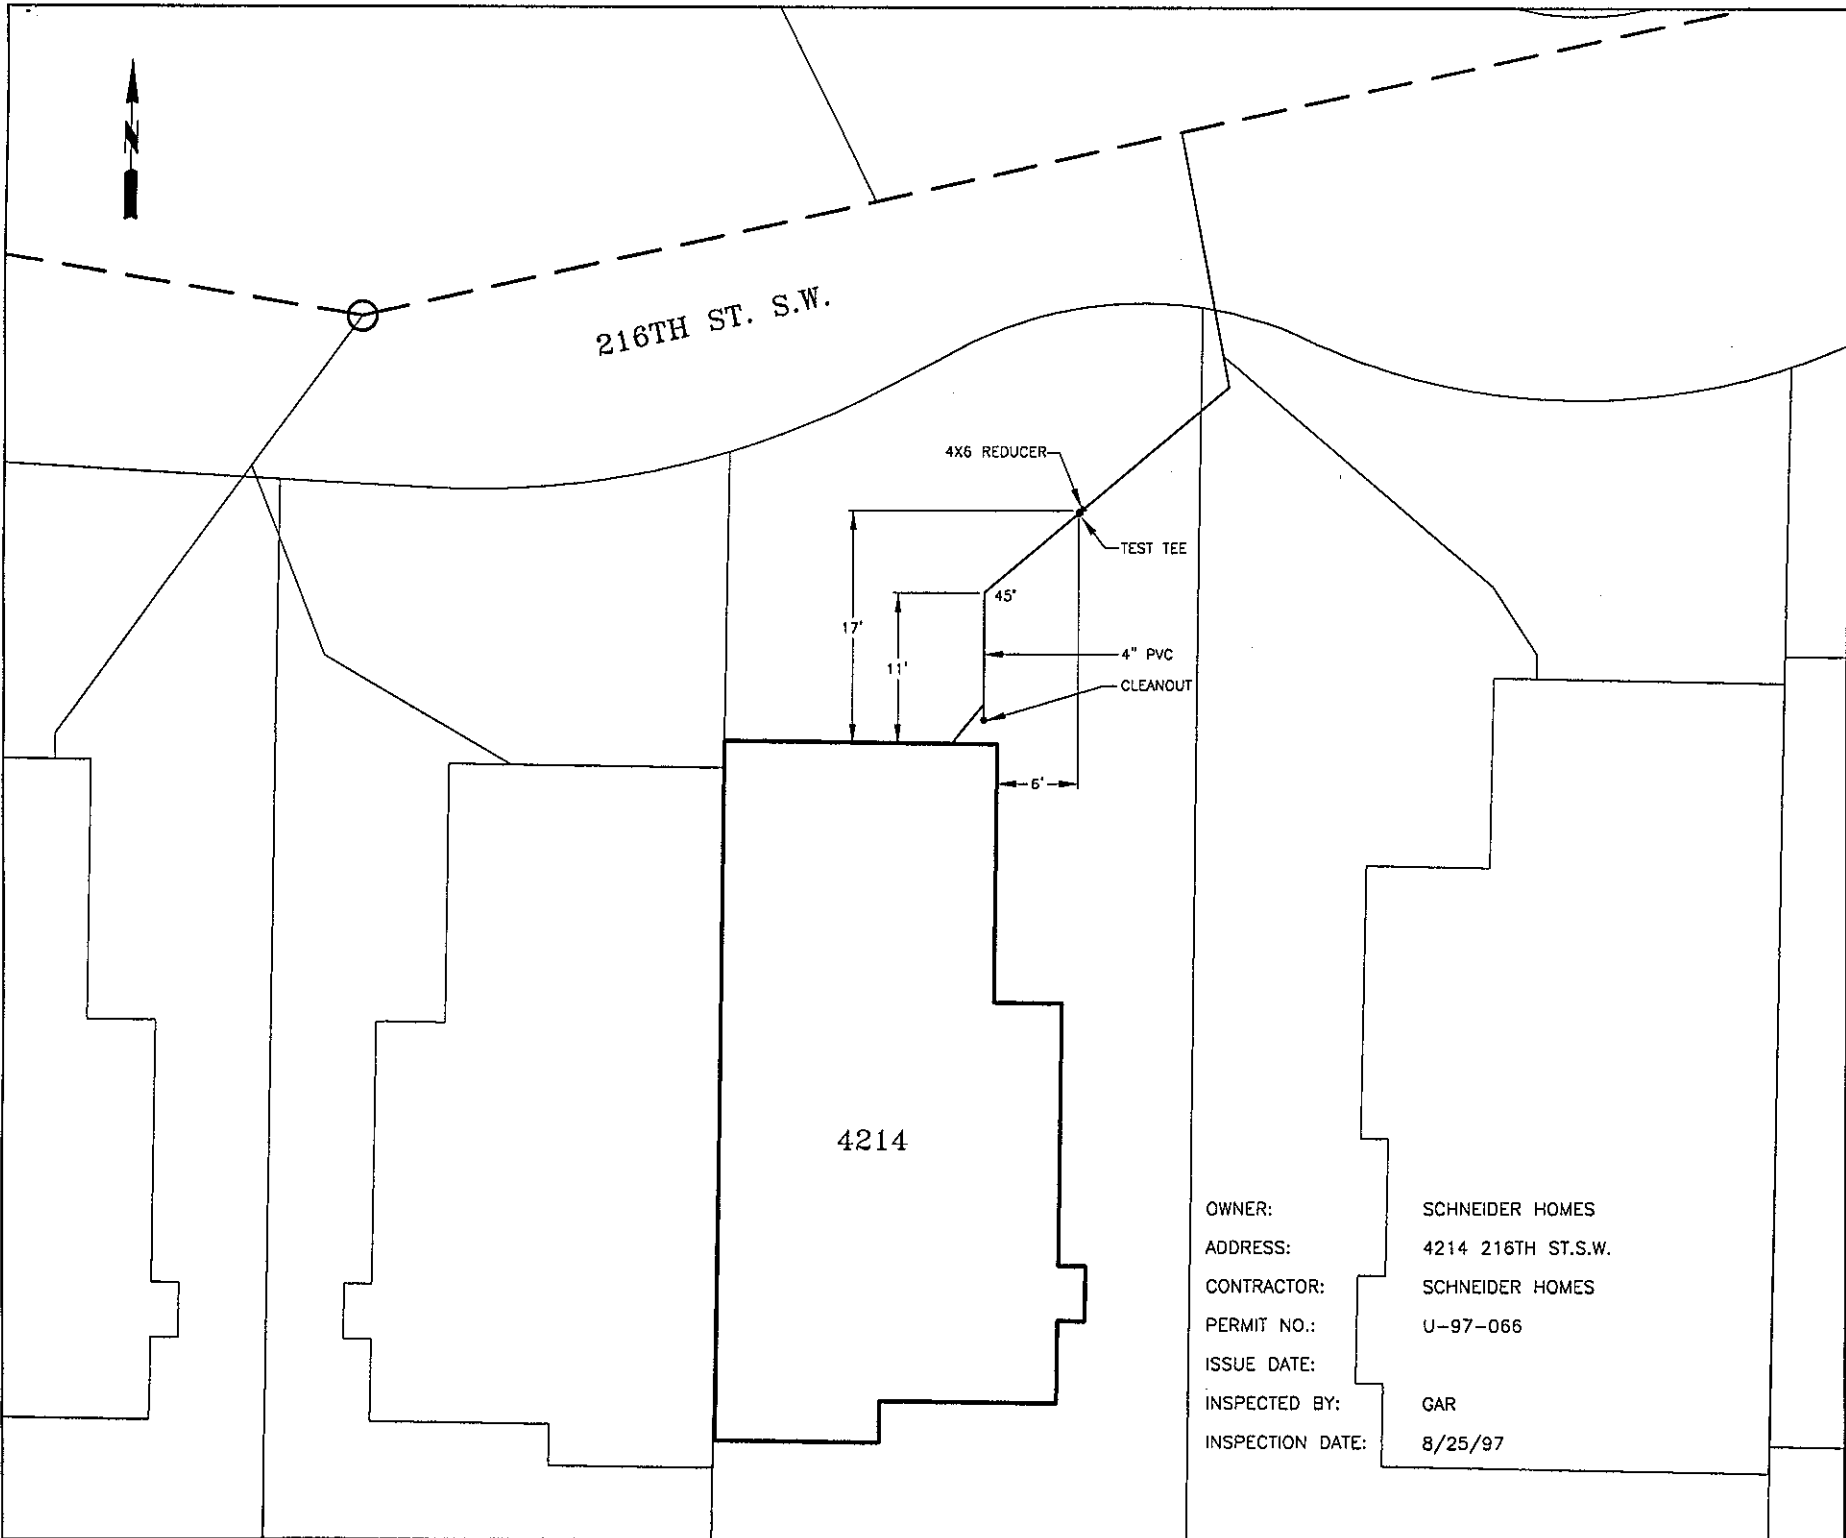 N
216TH ST. S.W.
4X6 REDUCER
TEST TEE
45°
17'
11'
4" PVC
CLEANOUT
6'
4214
OWNER: SCHNEIDER HOMES
ADDRESS: 4214 216TH ST.S.W.
CONTRACTOR: SCHNEIDER HOMES
PERMIT NO.: U-97-066
ISSUE DATE:
INSPECTED BY: GAR
INSPECTION DATE: 8/25/97